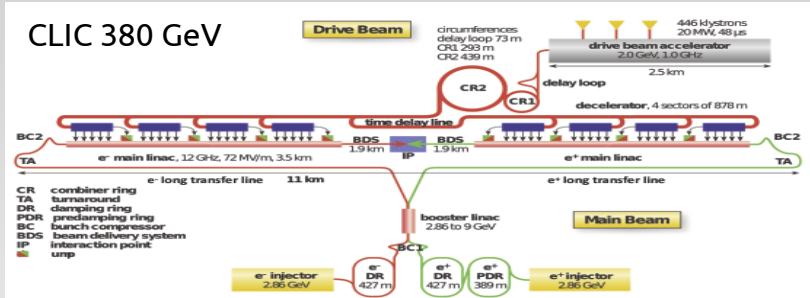 CLIC 380 GeV
Drive Beam
circumferences
delay loop 73 m
CR1 293 m
CR2 439 m
446 klystrons
20 MW, 48 µs
drive beam accelerator
2.0 GeV, 1.0 GHz
2.5 km
delay loop
CR2
CR1
decelerator, 4 sectors of 878 m
time delay line
BC2
BDS
1.9 km
IP
BDS
1.9 km
BC2
TA
e- main linac, 12 GHz, 72 MV/m, 3.5 km
e+ main linac
TA
e- long transfer line
11 km
e+ long transfer line
CR combiner ring
TA turnaround
DR damping ring
PDR predamping ring
BC bunch compressor
BDS beam delivery system
IP interaction point
booster linac
2.86 to 9 GeV
Main Beam
BC1
e- injector
2.86 GeV
e-
DR
427 m
e+
DR
427 m
e+
PDR
389 m
e+ injector
2.86 GeV